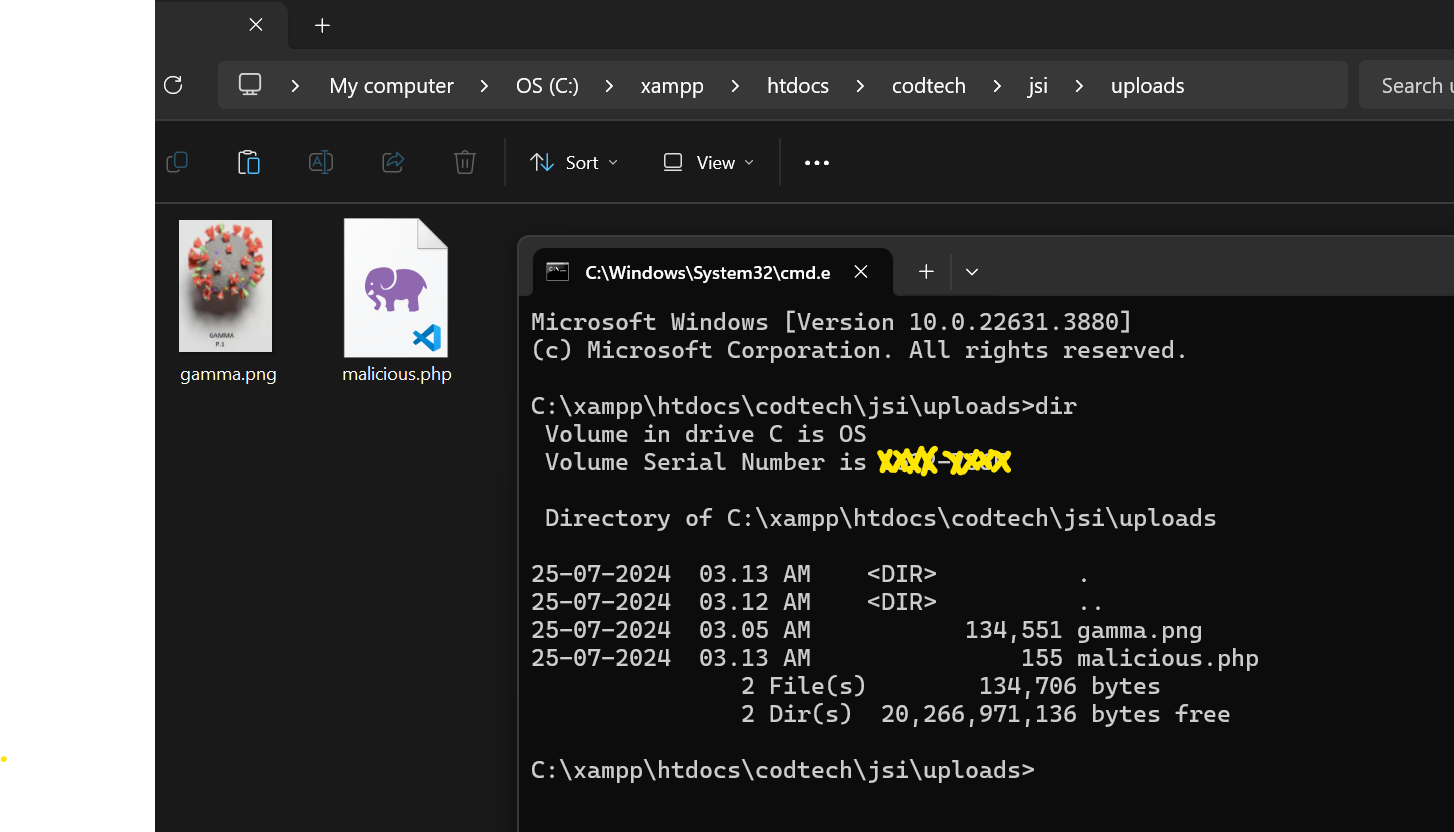 My computer > OS (C:) > xampp > htdocs > codtech > jsi > uploads
Search
Sort View
GAMMA
P.1
gamma.png malicious.php
C:\Windows\System32\cmd.e
Microsoft Windows [Version 10.0.22631.3880]
(c) Microsoft Corporation. All rights reserved.
C:\xampp\htdocs\codtech\jsi\uploads>dir
Volume in drive C is OS
Volume Serial Number is
Directory of C:\xampp\htdocs\codtech\jsi\uploads
25-07-2024 03.13 AM <DIR> .
25-07-2024 03.12 AM <DIR> ..
25-07-2024 03.05 AM 134,551 gamma.png
25-07-2024 03.13 AM 155 malicious.php
2 File(s) 134,706 bytes
2 Dir(s) 20,266,971,136 bytes free
C:\xampp\htdocs\codtech\jsi\uploads>